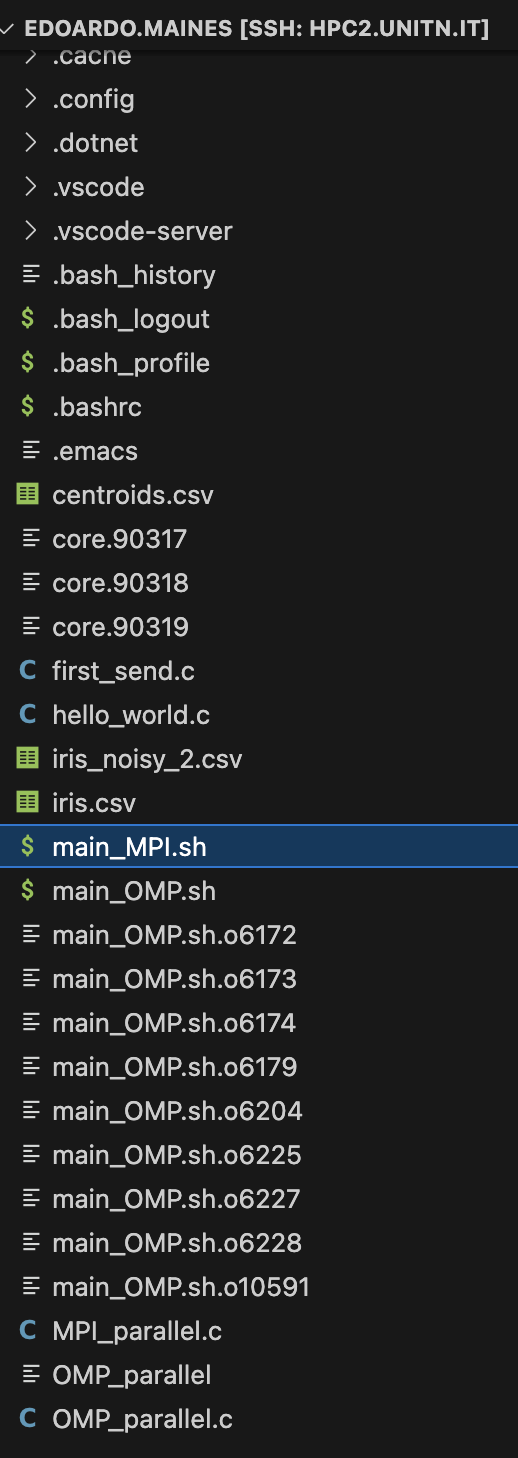 EDOARDO.MAINES [SSH: HPC2.UNITN.IT]
.cache
.config
.dotnet
.vscode
.vscode-server
.bash_history
$ .bash_logout
$ .bash_profile
$ .bashrc
.emacs
centroids.csv
core.90317
core.90318
core.90319
C first_send.c
C hello_world.c
iris_noisy_2.csv
iris.csv
$ main_MPI.sh
$ main_OMP.sh
main_OMP.sh.o6172
main_OMP.sh.o6173
main_OMP.sh.o6174
main_OMP.sh.o6179
main_OMP.sh.o6204
main_OMP.sh.o6225
main_OMP.sh.o6227
main_OMP.sh.o6228
main_OMP.sh.o10591
C MPI_parallel.c
OMP_parallel
C OMP_parallel.c